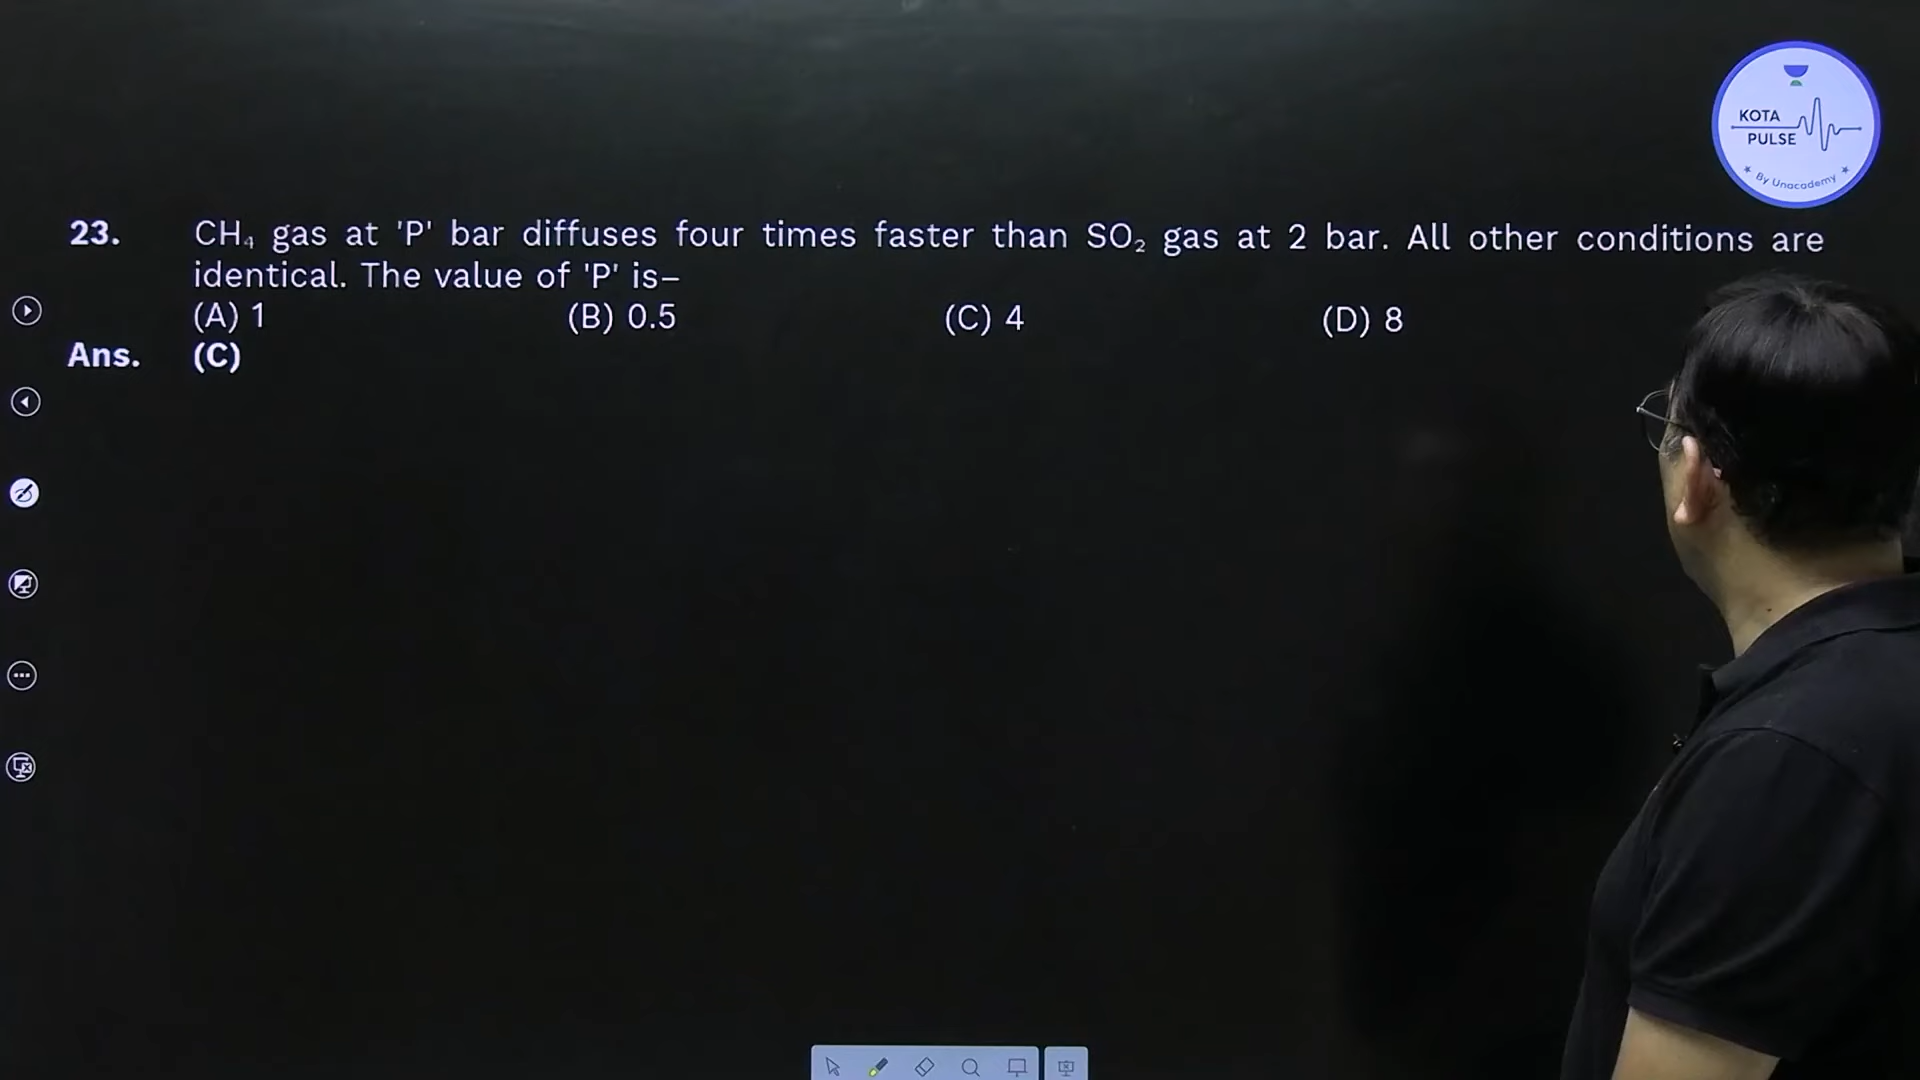 KOTA
PULSE
By Unacademy
23. CH₄ gas at 'P' bar diffuses four times faster than SO₂ gas at 2 bar. All other conditions are
identical. The value of 'P' is–
(A) 1 (B) 0.5 (C) 4 (D) 8
Ans. (C)